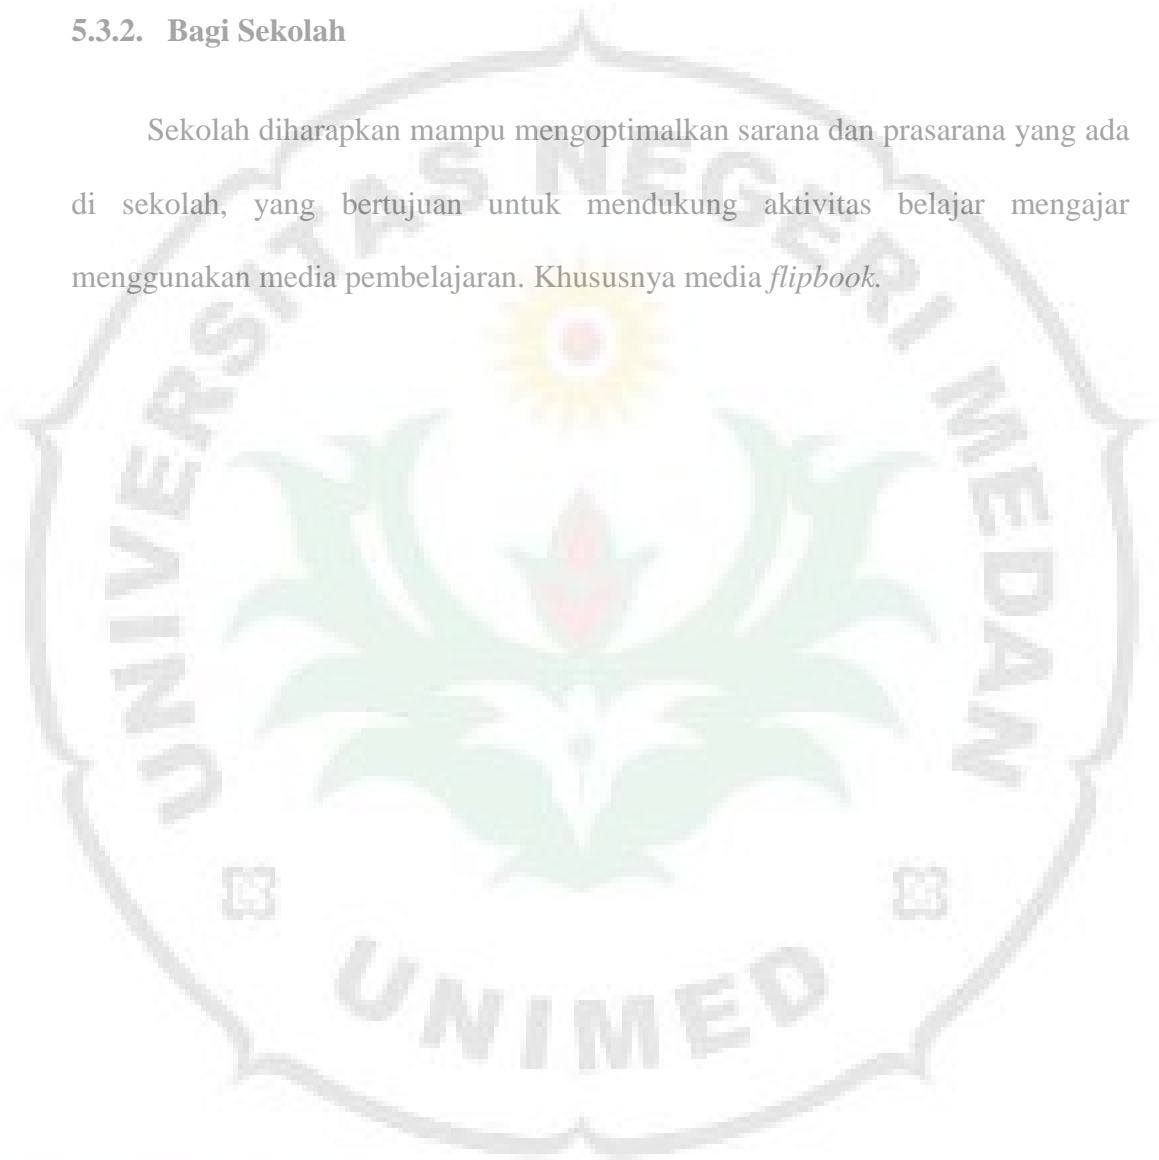 5.3.2. Bagi Sekolah
Sekolah diharapkan mampu mengoptimalkan sarana dan prasarana yang ada
di sekolah, yang bertujuan untuk mendukung aktivitas belajar mengajar
menggunakan media pembelajaran. Khususnya media flipbook.
UNIVERSITAS NEGERI MEDAN
UNIMED